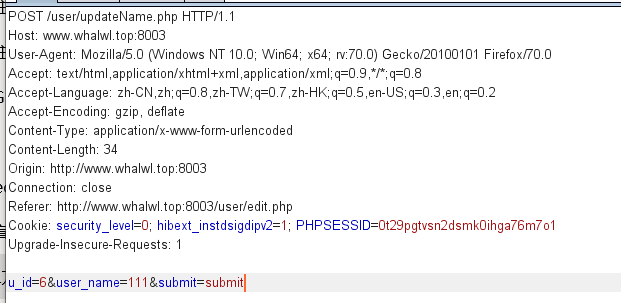 POST /user/updateName.php HTTP/1.1
Host: www.whalwl.top:8003
User-Agent: Mozilla/5.0 (Windows NT 10.0; Win64; x64; rv:70.0) Gecko/20100101 Firefox/70.0
Accept: text/html,application/xhtml+xml,application/xml;q=0.9,*/*;q=0.8
Accept-Language: zh-CN,zh;q=0.8,zh-TW;q=0.7,zh-HK;q=0.5,en-US;q=0.3,en;q=0.2
Accept-Encoding: gzip, deflate
Content-Type: application/x-www-form-urlencoded
Content-Length: 34
Origin: http://www.whalwl.top:8003
Connection: close
Referer: http://www.whalwl.top:8003/user/edit.php
Cookie: security_level=0; hibext_instdsigdipv2=1; PHPSESSID=0t29pgtvsn2dsmk0ihga76m7o1
Upgrade-Insecure-Requests: 1
u_id=6&user_name=111&submit=submit